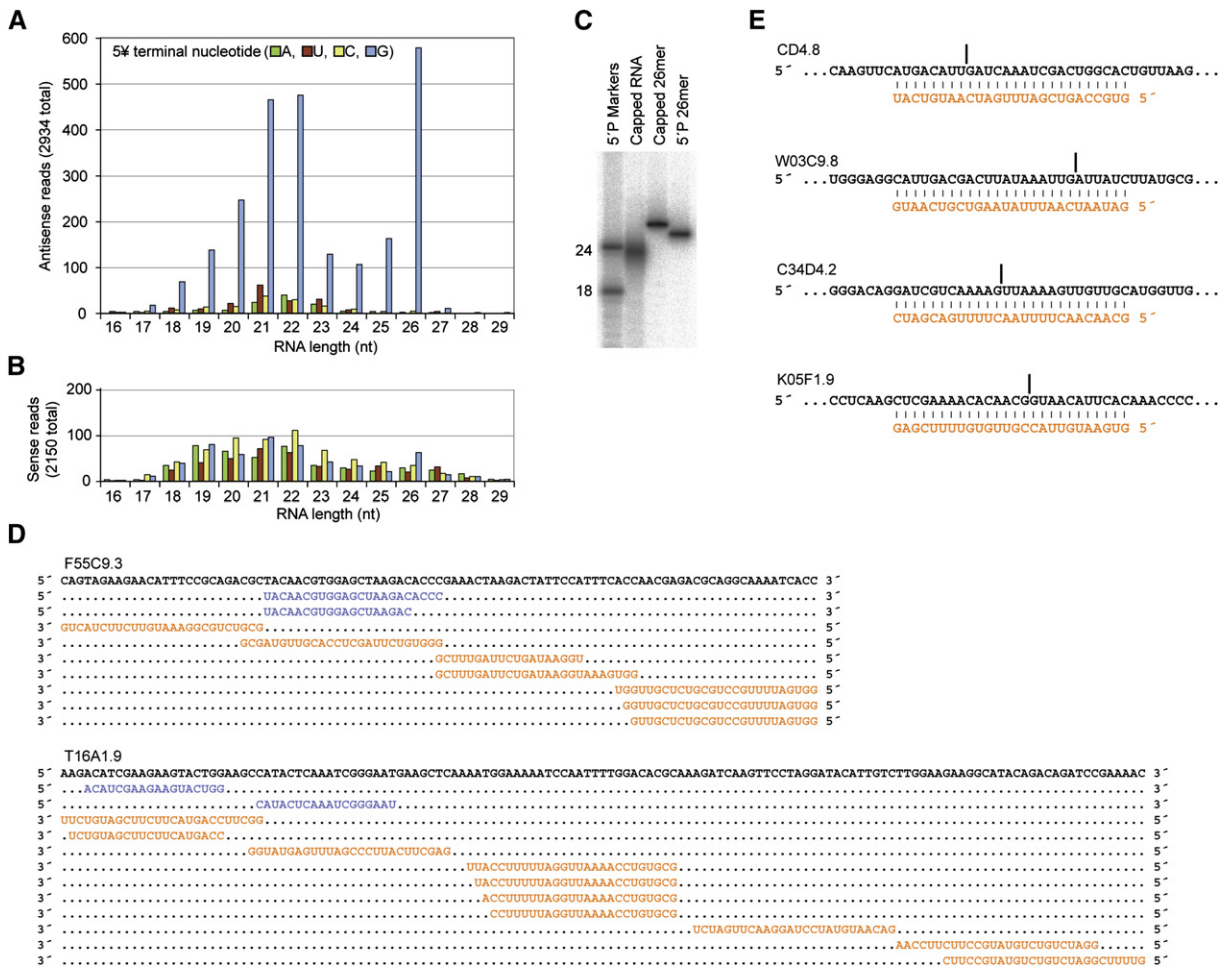 A
5¥ terminal nucleotide (A, U, C, G)
Antisense reads (2934 total)
600
500
400
300
200
100
0
16 17 18 19 20 21 22 23 24 25 26 27 28 29
RNA length (nt)
B
Sense reads
(2150 total)
200
100
0
16 17 18 19 20 21 22 23 24 25 26 27 28 29
RNA length (nt)
C
5´P Markers
Capped RNA
Capped 26mer
5´P 26mer
24
18
E
CD4.8
5´ ...CAAGTTCATGACATTGATCAAATCGACTGGCACTGTTAAG...
UACUGUAACUAGUUUAGCUGACCGUG 5´
W03C9.8
5´ ...TGGGAGGCATTGACGACTTATAAATTGATTATCTTATGCG...
GUAACUGCUGAAUAUUUAACUAAUAG 5´
C34D4.2
5´ ...GGGACAGGATCGTCAAAAGTTAAAAGTTGTTGCATGGTTG...
CUAGCAGUUUUCAAUUUUCAACAACG 5´
K05F1.9
5´ ...CCTCAAGCTCGAAAACACAACGGTAACATTCACAAACCCC...
GAGCUUUUGUGUUGCCAUUGUAAGUG 5´
D
F55C9.3
5´ CAGTAGAAGAACATTTCCGCAGACGCTACAACGTGGAGCTAAGACACCCGAAACTAAGACTATTCCATTTCACCAACGAGACGCAGGCAAAATCACC 3´
5´ ..........................UACAACGUGGAGCUAAGACACCC................................................ 3´
5´ ..........................UACAACGUGGAGCUAAGAC.................................................... 3´
3´ GUCAUCUUCUUGUAAAGGCGUCUGCG....................................................................... 5´
3´ .......................GCGAUGUUGCACCUCGAUUCUGUGGG................................................ 5´
3´ ................................................GCUUUGAUUCUGAUAAGGU.............................. 5´
3´ ................................................GCUUUGAUUCUGAUAAGGUAAAGUGG....................... 5´
3´ .......................................................................UGGUUGCUCUGCGUCCGUUUUAGUGG 5´
3´ ........................................................................GGUUGCUCUGCGUCCGUUUUAGUGG 5´
3´ .........................................................................GUUGCUCUGCGUCCGUUUUAGUGG 5´
T16A1.9
5´ AAGACATCGAAGAAGTACTGGAAGCCATACTCAAATCGGGAATGAAGCTCAAAATGGAAAAATCCAATTTTGGACACGCAAAGATCAAGTTCCTAGGATACATTGTCTTGGAAGAAGGCATACAGACAGATCCGAAAAC 3´
5´ ...ACAUCGAAGAAGUACUGG...................................................................................................................... 3´
5´ .........................CAUACUCAAAUCGGGAAU................................................................................................ 3´
3´ UUCUGUAGCUUCUUCAUGACCUUCGG................................................................................................................. 5´
3´ .UCUGUAGCUUCUUCAUGACC...................................................................................................................... 5´
3´ ........................GGUAUGAGUUUAGCCCUUACUUCGAG......................................................................................... 5´
3´ ....................................................UUACCUUUUUAGGUUAAAACCUGUGCG............................................................ 5´
3´ .....................................................UACCUUUUUAGGUUAAAACCUGUGCG............................................................ 5´
3´ ......................................................ACCUUUUUAGGUUAAAACCUGUGCG............................................................ 5´
3´ .......................................................CCUUUUUAGGUUAAAACCUGUGCG............................................................ 5´
3´ .................................................................................UCUAGUUCAAGGAUCCUAUGUAACAG................................ 5´
3´ ...........................................................................................................AACCUUCUUCCGUAUGUCUGUCUAGG...... 5´
3´ .................................................................................................................CUUCCGUAUGUCUGUCUAGGCUUUUG 5´